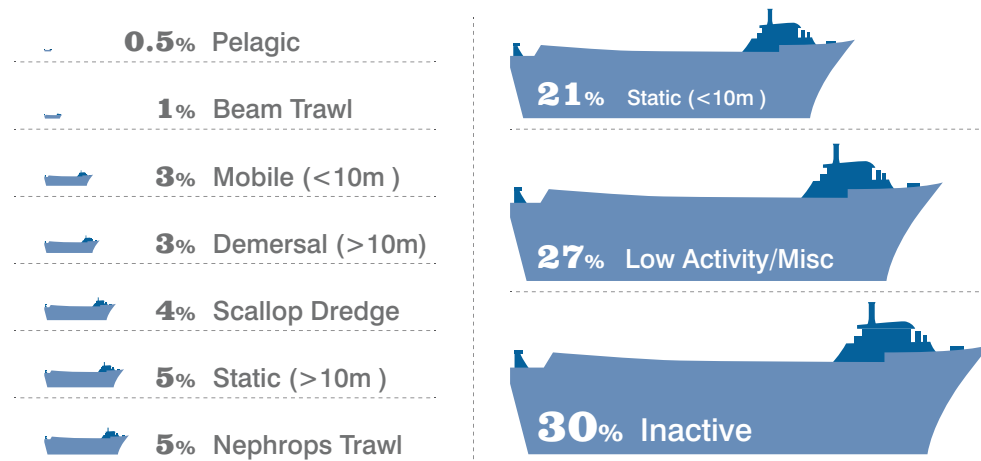 0.5% Pelagic
1% Beam Trawl
3% Mobile (<10m )
3% Demersal (>10m)
4% Scallop Dredge
5% Static (>10m )
5% Nephrops Trawl
21% Static (<10m )
27% Low Activity/Misc
30% Inactive